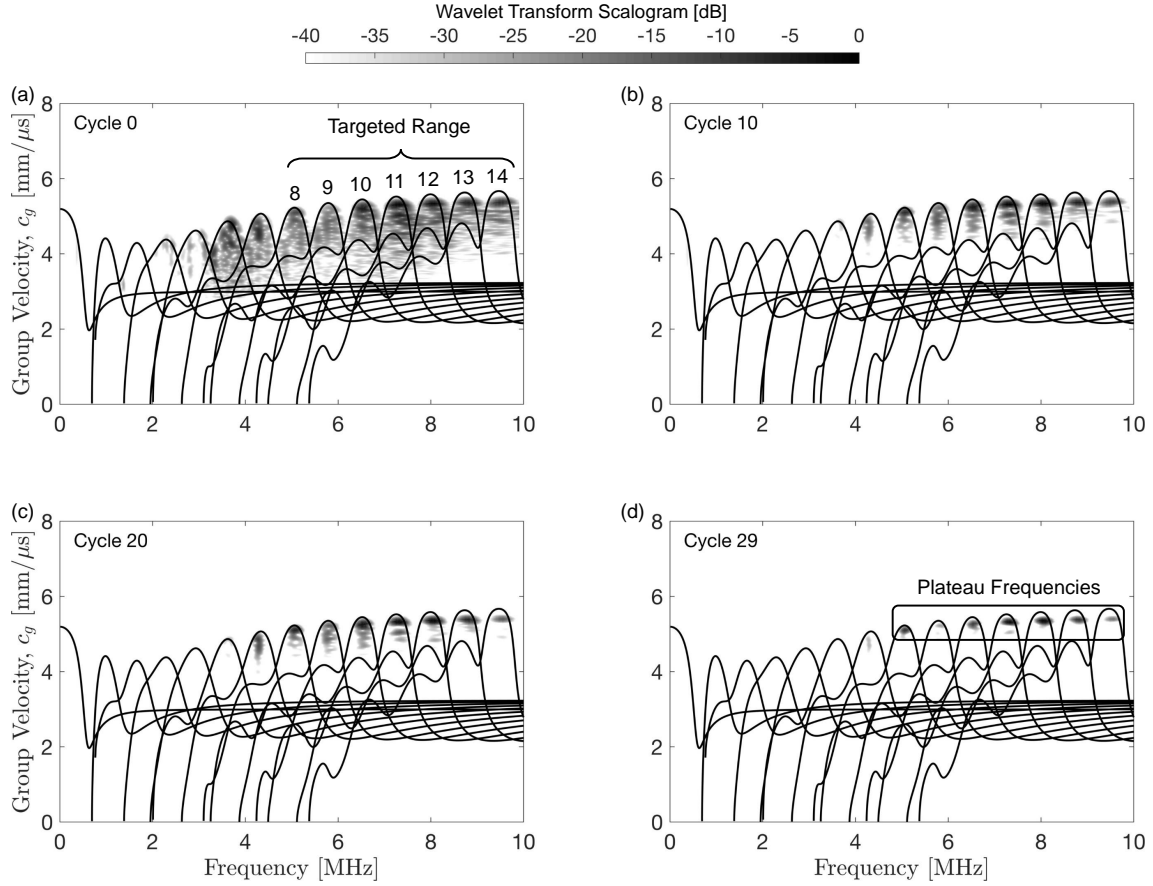 Wavelet Transform Scalogram [dB]
-40 -35 -30 -25 -20 -15 -10 -5 0
(a)
Cycle 0
Targeted Range
8 9 10 11 12 13 14
Group Velocity, c_g [mm/μs]
8
6
4
2
0
0 2 4 6 8 10
(b)
Cycle 10
8
6
4
2
0
0 2 4 6 8 10
(c)
Cycle 20
Group Velocity, c_g [mm/μs]
8
6
4
2
0
0 2 4 6 8 10
Frequency [MHz]
(d)
Cycle 29
Plateau Frequencies
8
6
4
2
0
0 2 4 6 8 10
Frequency [MHz]